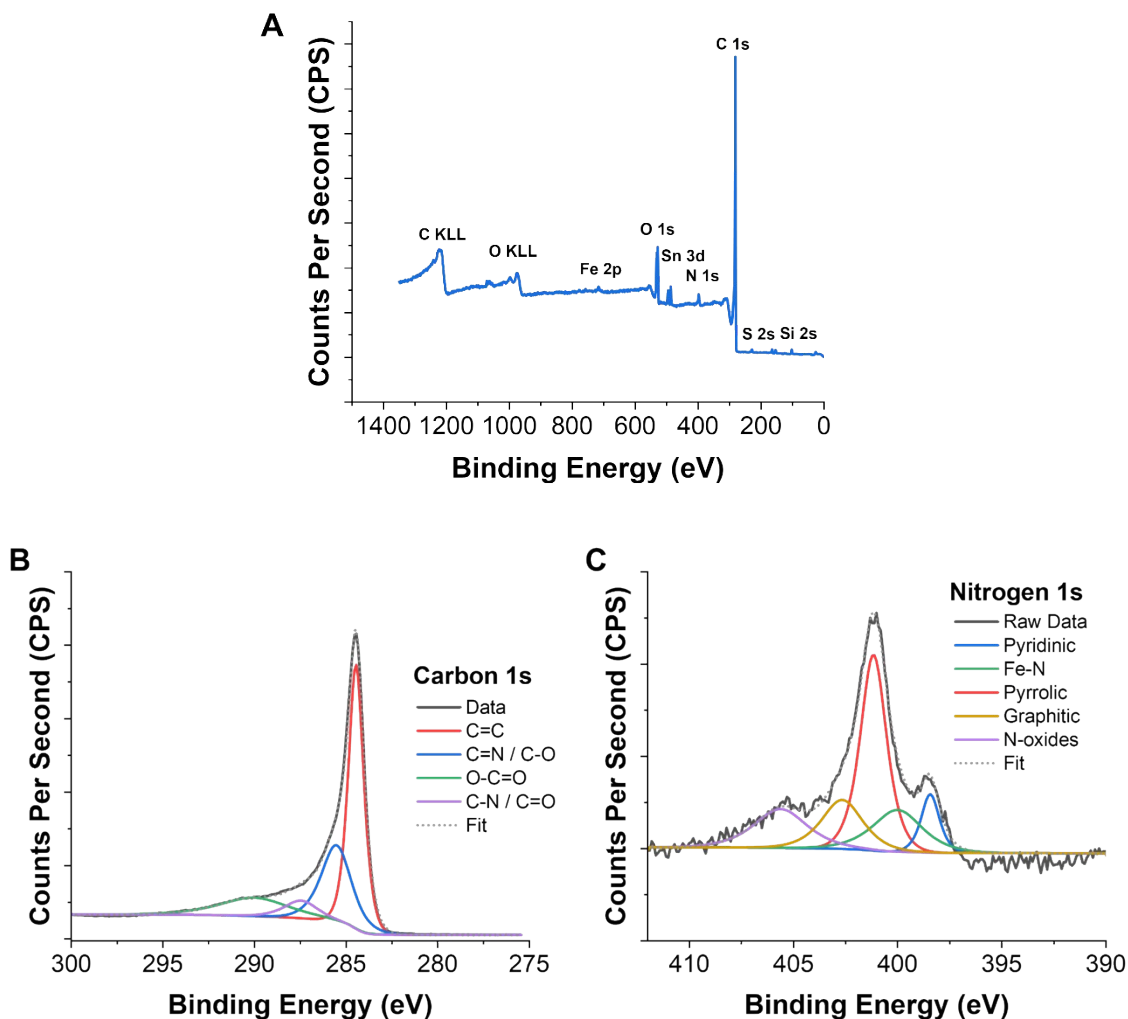 A
Counts Per Second (CPS)
C 1s
C KLL
O KLL
Fe 2p
O 1s
Sn 3d
N 1s
S 2s
Si 2s
1400 1200 1000 800 600 400 200 0
Binding Energy (eV)
B
Counts Per Second (CPS)
Carbon 1s
Data
C=C
C=N / C-O
O-C=O
C-N / C=O
Fit
300 295 290 285 280 275
Binding Energy (eV)
C
Counts Per Second (CPS)
Nitrogen 1s
Raw Data
Pyridinic
Fe-N
Pyrrolic
Graphitic
N-oxides
Fit
410 405 400 395 390
Binding Energy (eV)